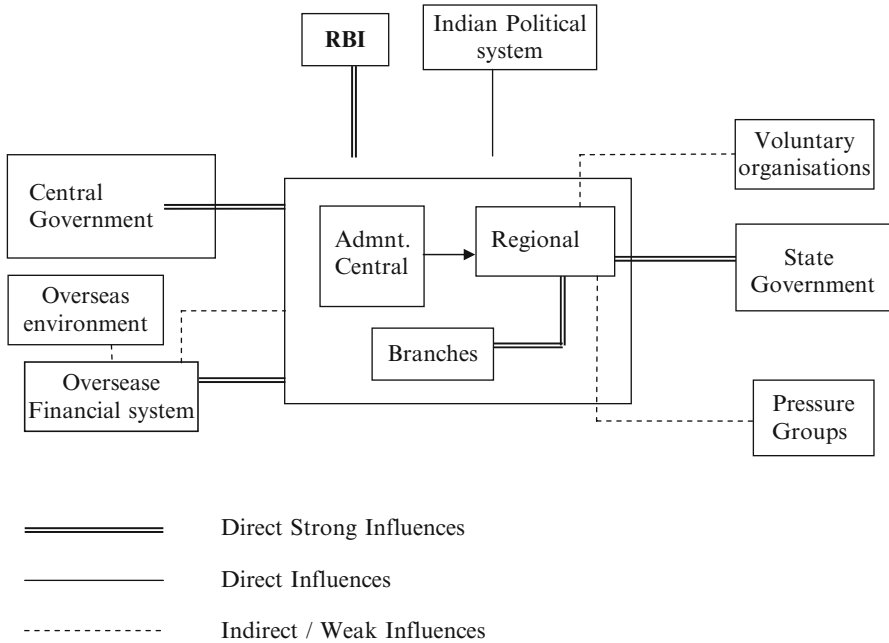 RBI
Indian Political
system
Voluntary
organisations
Central
Government
Admnt.
Central
Regional
State
Government
Overseas
environment
Branches
Oversease
Financial system
Pressure
Groups
Direct Strong Influences
Direct Influences
Indirect / Weak Influences